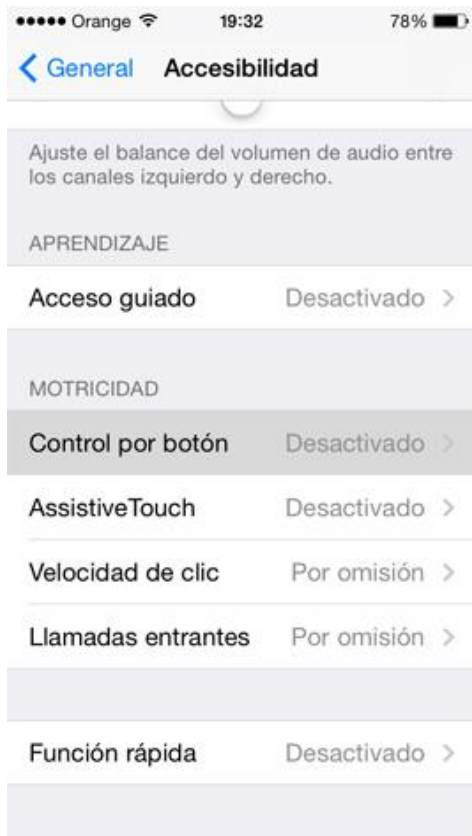 Orange 19:32 78%
General Accesibilidad
Ajuste el balance del volumen de audio entre
los canales izquierdo y derecho.
APRENDIZAJE
Acceso guiado Desactivado
MOTRICIDAD
Control por botón Desactivado
AssistiveTouch Desactivado
Velocidad de clic Por omisión
Llamadas entrantes Por omisión
Función rápida Desactivado